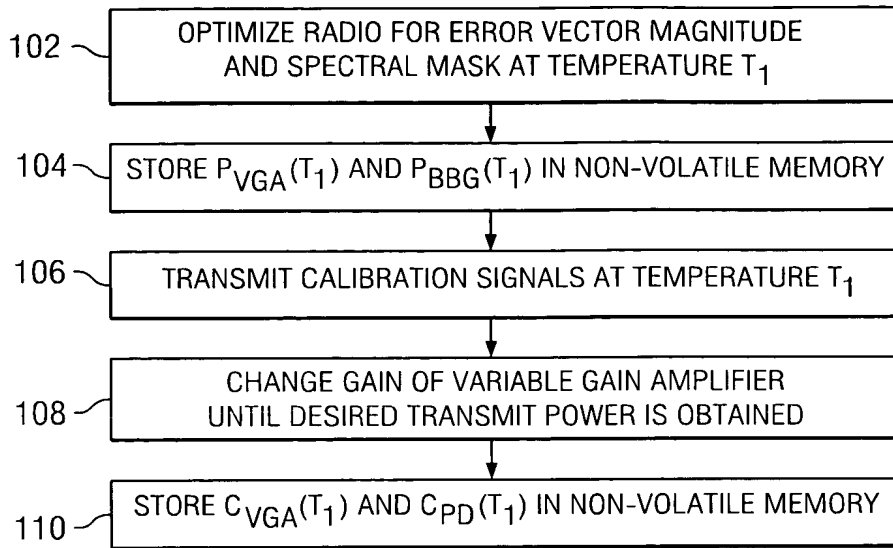 102
OPTIMIZE RADIO FOR ERROR VECTOR MAGNITUDE
AND SPECTRAL MASK AT TEMPERATURE T1
104
STORE PVGA(T1) AND PBBG(T1) IN NON-VOLATILE MEMORY
106
TRANSMIT CALIBRATION SIGNALS AT TEMPERATURE T1
108
CHANGE GAIN OF VARIABLE GAIN AMPLIFIER
UNTIL DESIRED TRANSMIT POWER IS OBTAINED
110
STORE CVGA(T1) AND CPD(T1) IN NON-VOLATILE MEMORY